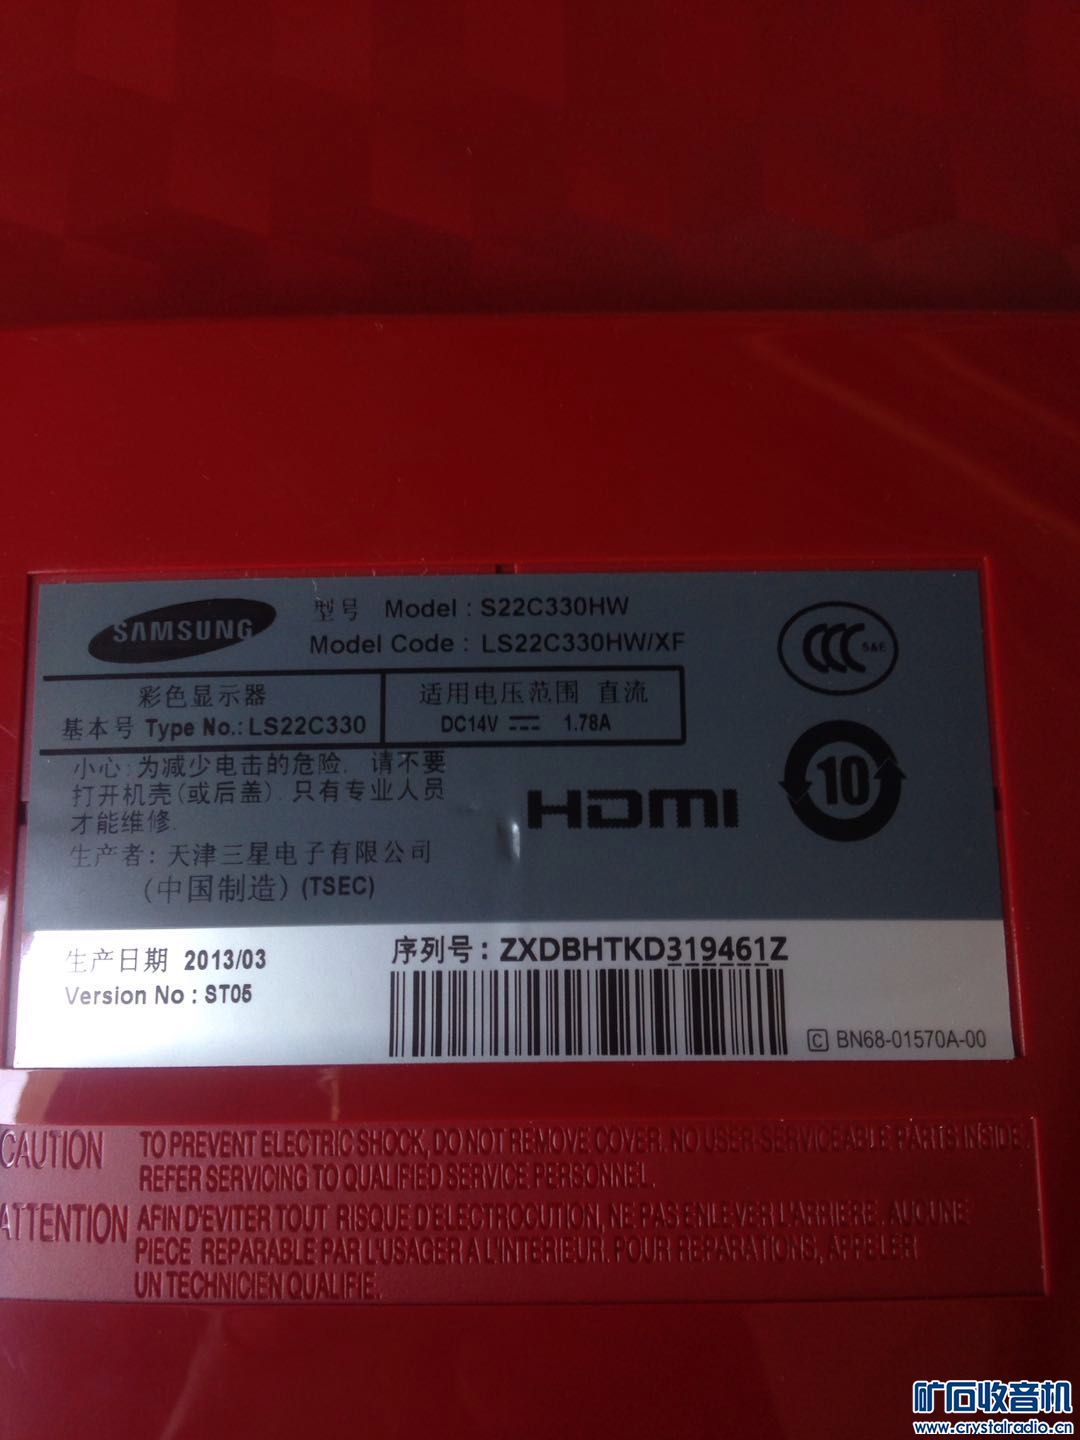 SAMSUNG
型号 Model : S22C330HW
Model Code : LS22C330HW/XF
S&E
彩色显示器
基本号 Type No.: LS22C330
适用电压范围 直流
DC14V 1.78A
小心:为减少电击的危险, 请不要
打开机壳(或后盖).只有专业人员
才能维修.
生产者: 天津三星电子有限公司
(中国制造) (TSEC)
HDMI
10
生产日期 2013/03
Version No : ST05
序列号: ZXDBHTKD319461Z
C BN68-01570A-00
CAUTION TO PREVENT ELECTRIC SHOCK, DO NOT REMOVE COVER. NO USER-SERVICEABLE PARTS INSIDE.
REFER SERVICING TO QUALIFIED SERVICE PERSONNEL.
ATTENTION AFIN D'EVITER TOUT RISQUE D'ELECTROCUTION, NE PAS ENLEVER L'ARRIERE, AUCUNE
PIECE REPARABLE PAR L'USAGER A L'INTERIEUR. POUR REPARATIONS, APPELER
UN TECHNICIEN QUALIFIE.
矿石收音机
www.crystalradio.cn